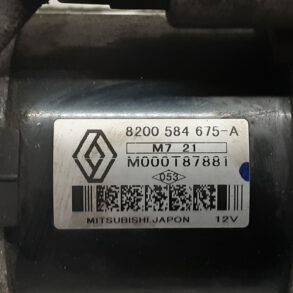 8200 584 675-A
M7 21
M000T87881
053
MITSUBISHI.JAPON 12V